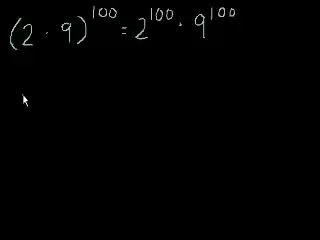 (2 · 9)^100 = 2^100 · 9^100